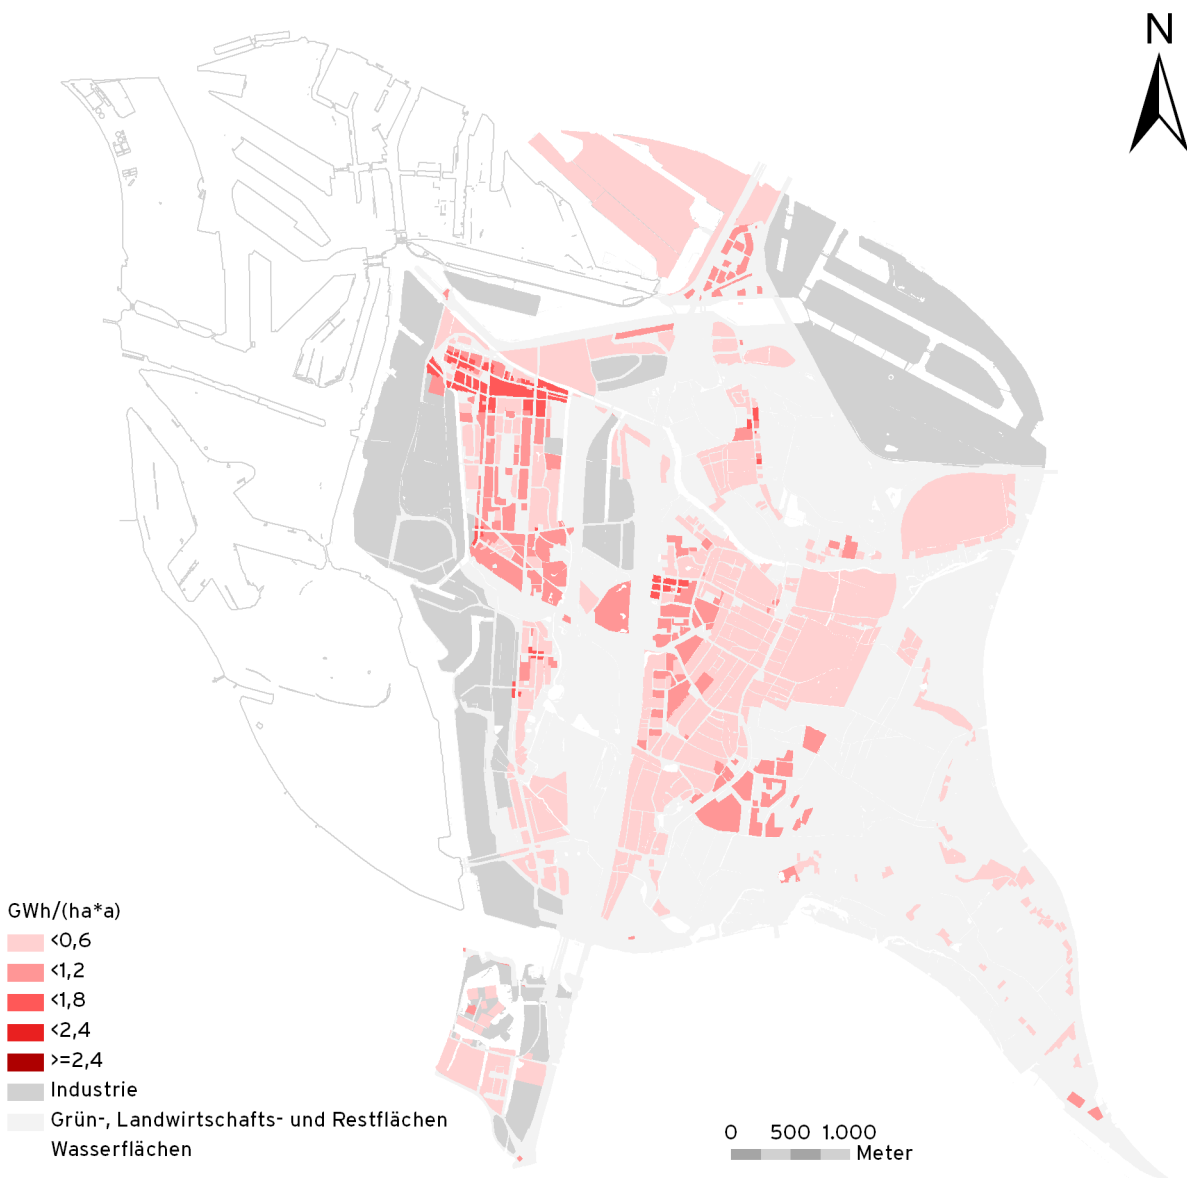 N
GWh/(ha*a)
<0,6
<1,2
<1,8
<2,4
>=2,4
Industrie
Grün-, Landwirtschafts- und Restflächen
Wasserflächen
0 500 1.000
Meter